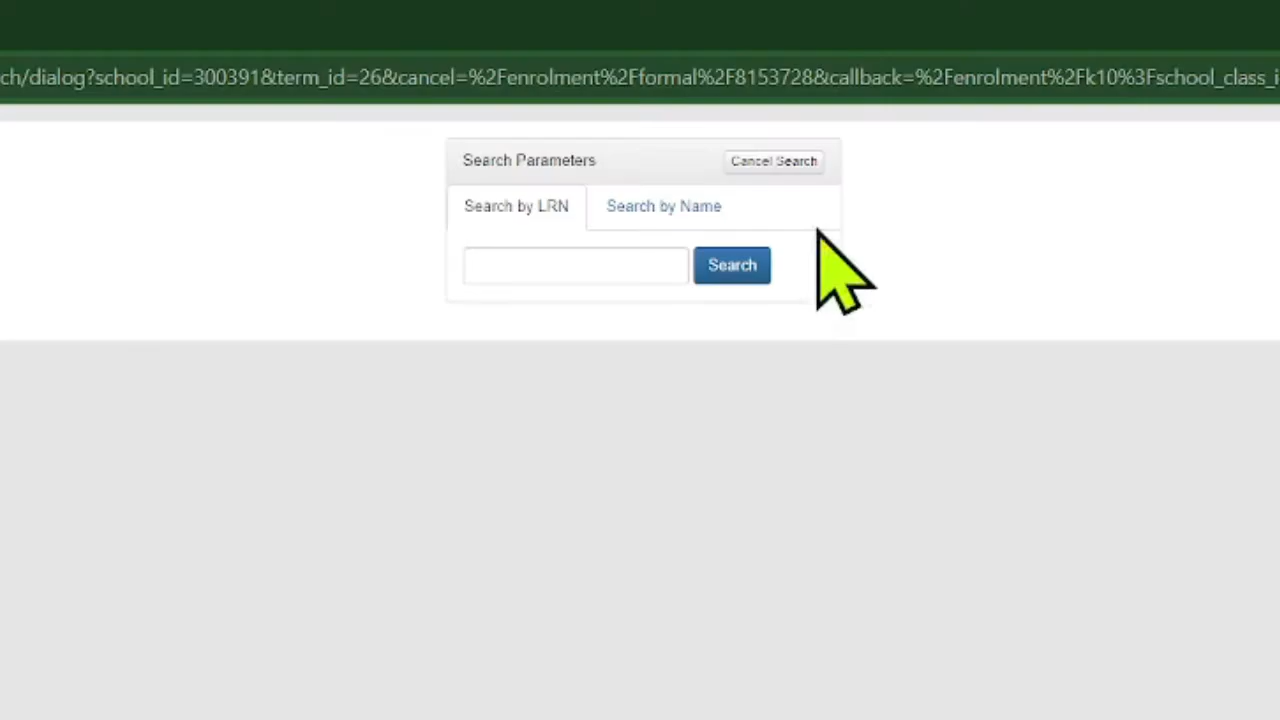 ch/dialog?school_id=300391&term_id=26&cancel=%2Fenrolment%2Fformal%2F8153728&callback=%2Fenrolment%2Fk10%3Fschool_class_i
Search Parameters
Cancel Search
Search by LRN
Search by Name
Search